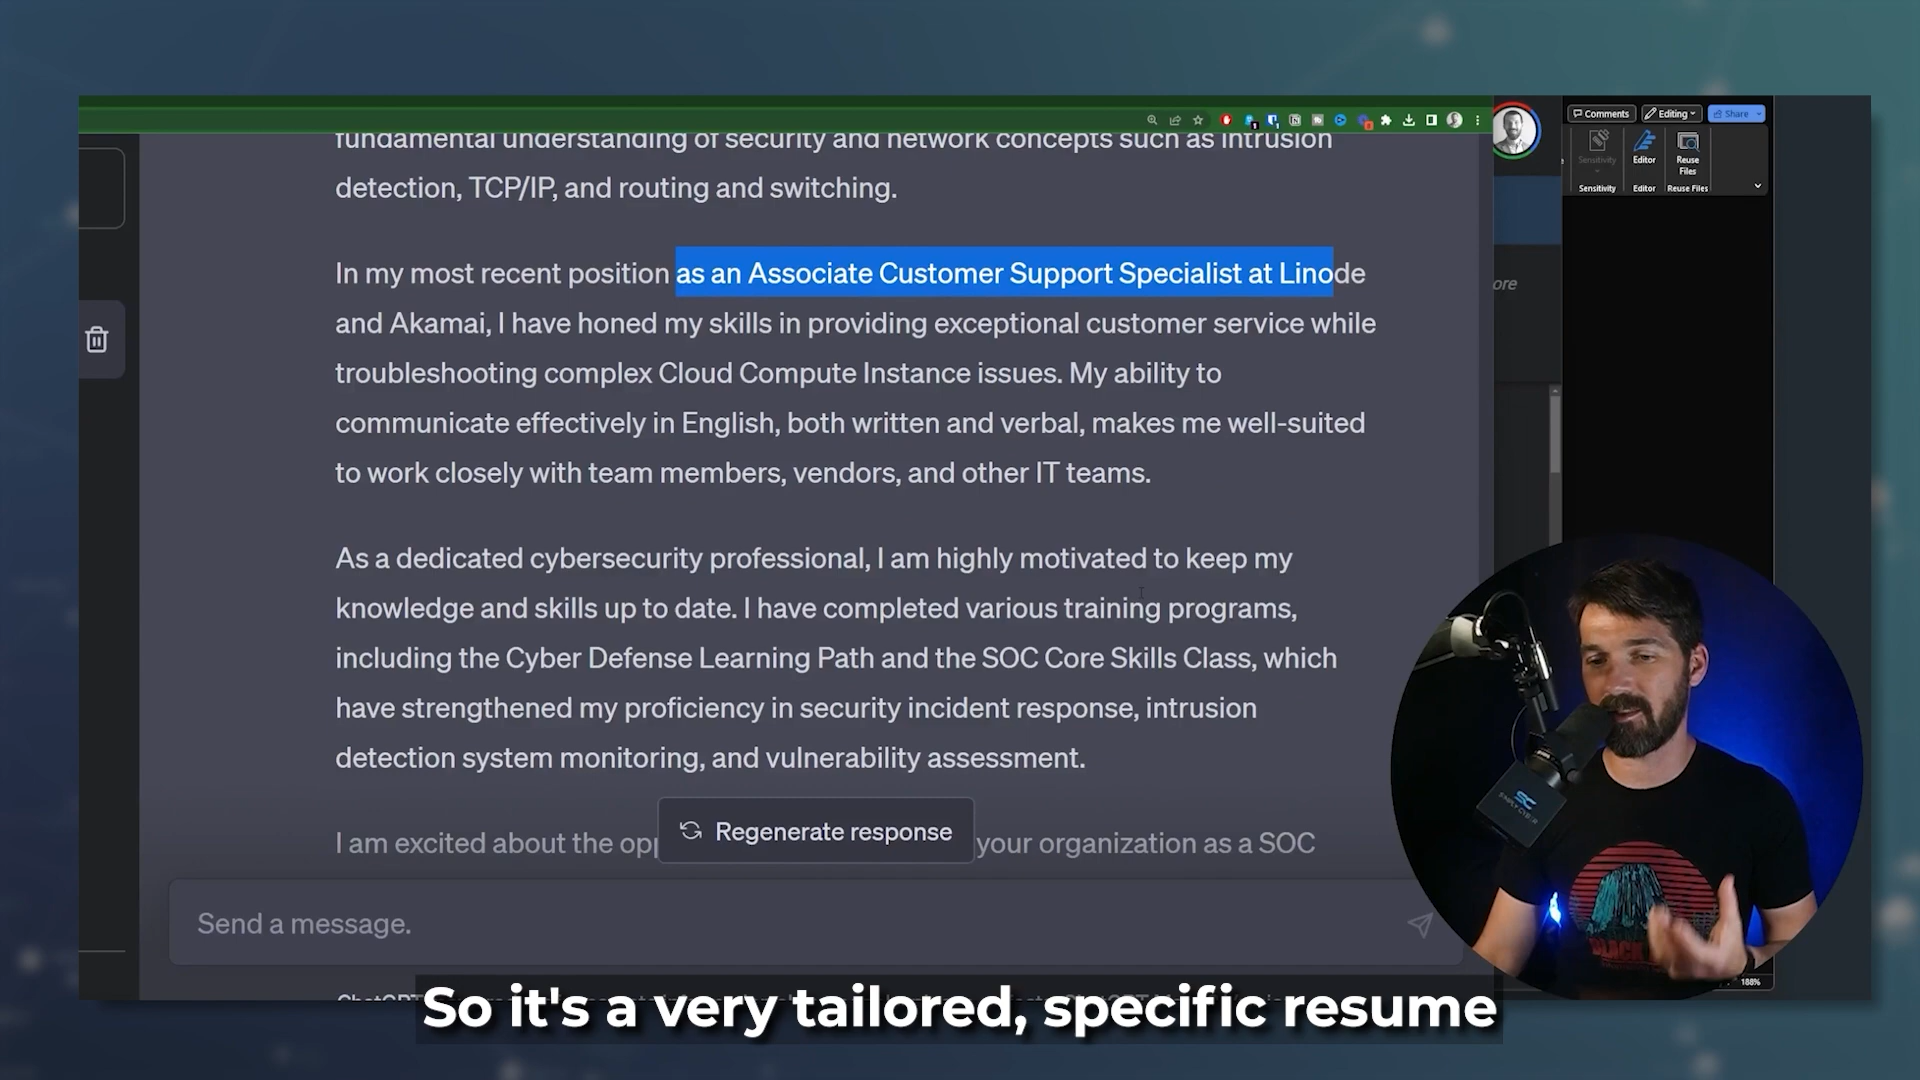 Comments
Editing
Share
Sensitivity
Editor
Reuse
Files
Sensitivity
Editor
Reuse Files
fundamental understanding of security and network concepts such as intrusion
detection, TCP/IP, and routing and switching.
In my most recent position as an Associate Customer Support Specialist at Linode
and Akamai, I have honed my skills in providing exceptional customer service while
troubleshooting complex Cloud Compute Instance issues. My ability to
communicate effectively in English, both written and verbal, makes me well-suited
to work closely with team members, vendors, and other IT teams.
ore
As a dedicated cybersecurity professional, I am highly motivated to keep my
knowledge and skills up to date. I have completed various training programs,
including the Cyber Defense Learning Path and the SOC Core Skills Class, which
have strengthened my proficiency in security incident response, intrusion
detection system monitoring, and vulnerability assessment.
I am excited about the opp
your organization as a SOC
Regenerate response
Send a message.
SIMPLY CYBER
188%
So it's a very tailored, specific resume